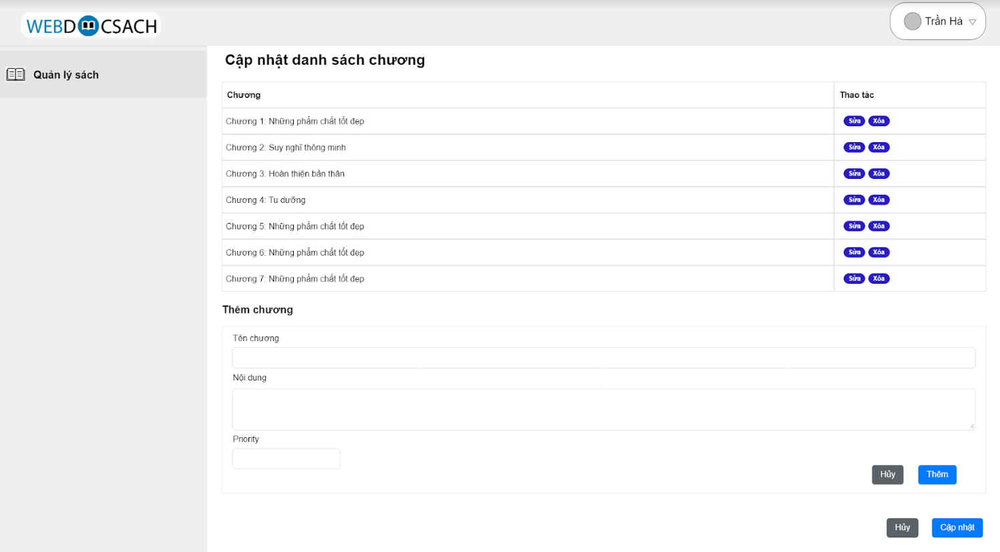 WEBDOCSACH
Trần Hà
Quản lý sách
Cập nhật danh sách chương
Chương Thao tác
Chương 1: Những phẩm chất tốt đẹp Sửa Xóa
Chương 2: Suy nghĩ thông minh Sửa Xóa
Chương 3: Hoàn thiện bản thân Sửa Xóa
Chương 4: Tu dưỡng Sửa Xóa
Chương 5: Những phẩm chất tốt đẹp Sửa Xóa
Chương 6: Những phẩm chất tốt đẹp Sửa Xóa
Chương 7: Những phẩm chất tốt đẹp Sửa Xóa
Thêm chương
Tên chương
Nội dung
Priority
Hủy Thêm
Hủy Cập nhật